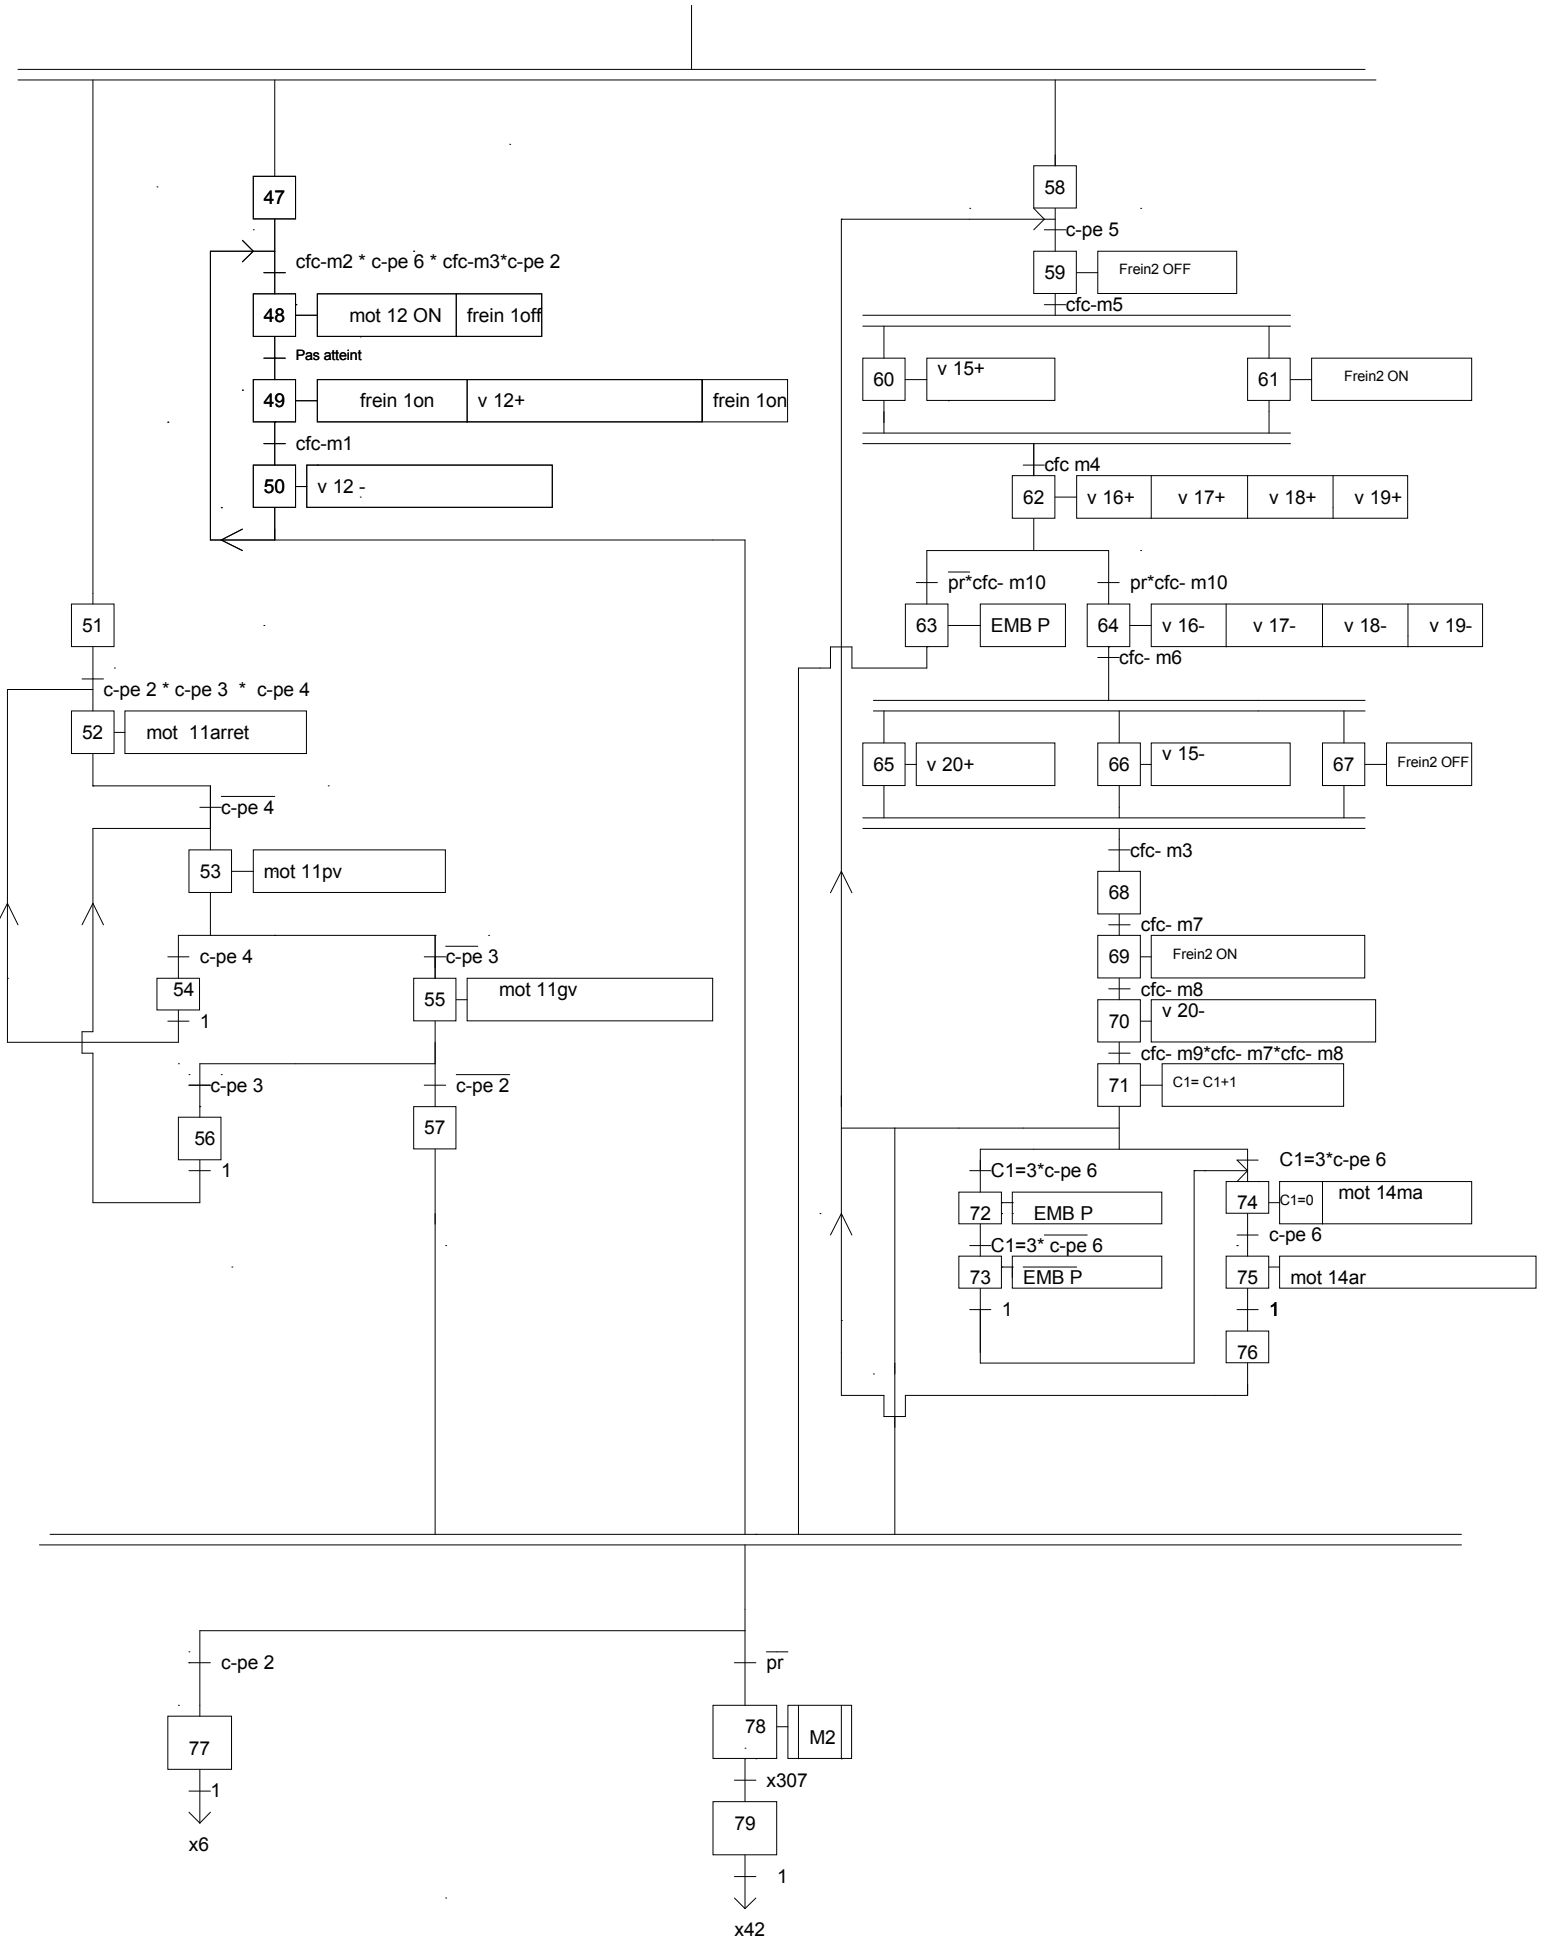 47
cfc-m2 * c-pe 6 * cfc-m3*c-pe 2
48
mot 12 ON
frein 1off
Pas atteint
49
frein 1on
v 12+
frein 1on
cfc-m1
50
v 12 -
51
c-pe 2 * c-pe 3 * c-pe 4
52
mot 11arret
c̅-̅p̅e̅ ̅4̅
53
mot 11pv
c-pe 4
c̅-̅p̅e̅ 3
54
1
55
mot 11gv
c-pe 3
c̅-̅p̅e̅ ̅2̅
56
1
57
58
c-pe 5
59
Frein2 OFF
cfc-m5
60
v 15+
61
Frein2 ON
cfc m4
62
v 16+
v 17+
v 18+
v 19+
p̅r̅*cfc- m10
pr*cfc- m10
63
EMB P
64
v 16-
v 17-
v 18-
v 19-
cfc- m6
65
v 20+
66
v 15-
67
Frein2 OFF
cfc- m3
68
cfc- m7
69
Frein2 ON
cfc- m8
70
v 20-
cfc- m9*cfc- m7*cfc- m8
71
C1= C1+1
C1=3*c-pe 6
C1=3*c-pe 6
72
EMB P
74
C1=0
mot 14ma
C1=3* c̅-̅p̅e̅ 6
c-pe 6
73
E̅M̅B̅ ̅P̅
75
mot 14ar
1
1
76
c-pe 2
p̅r̅
77
78
M2
1
x307
x6
79
1
x42